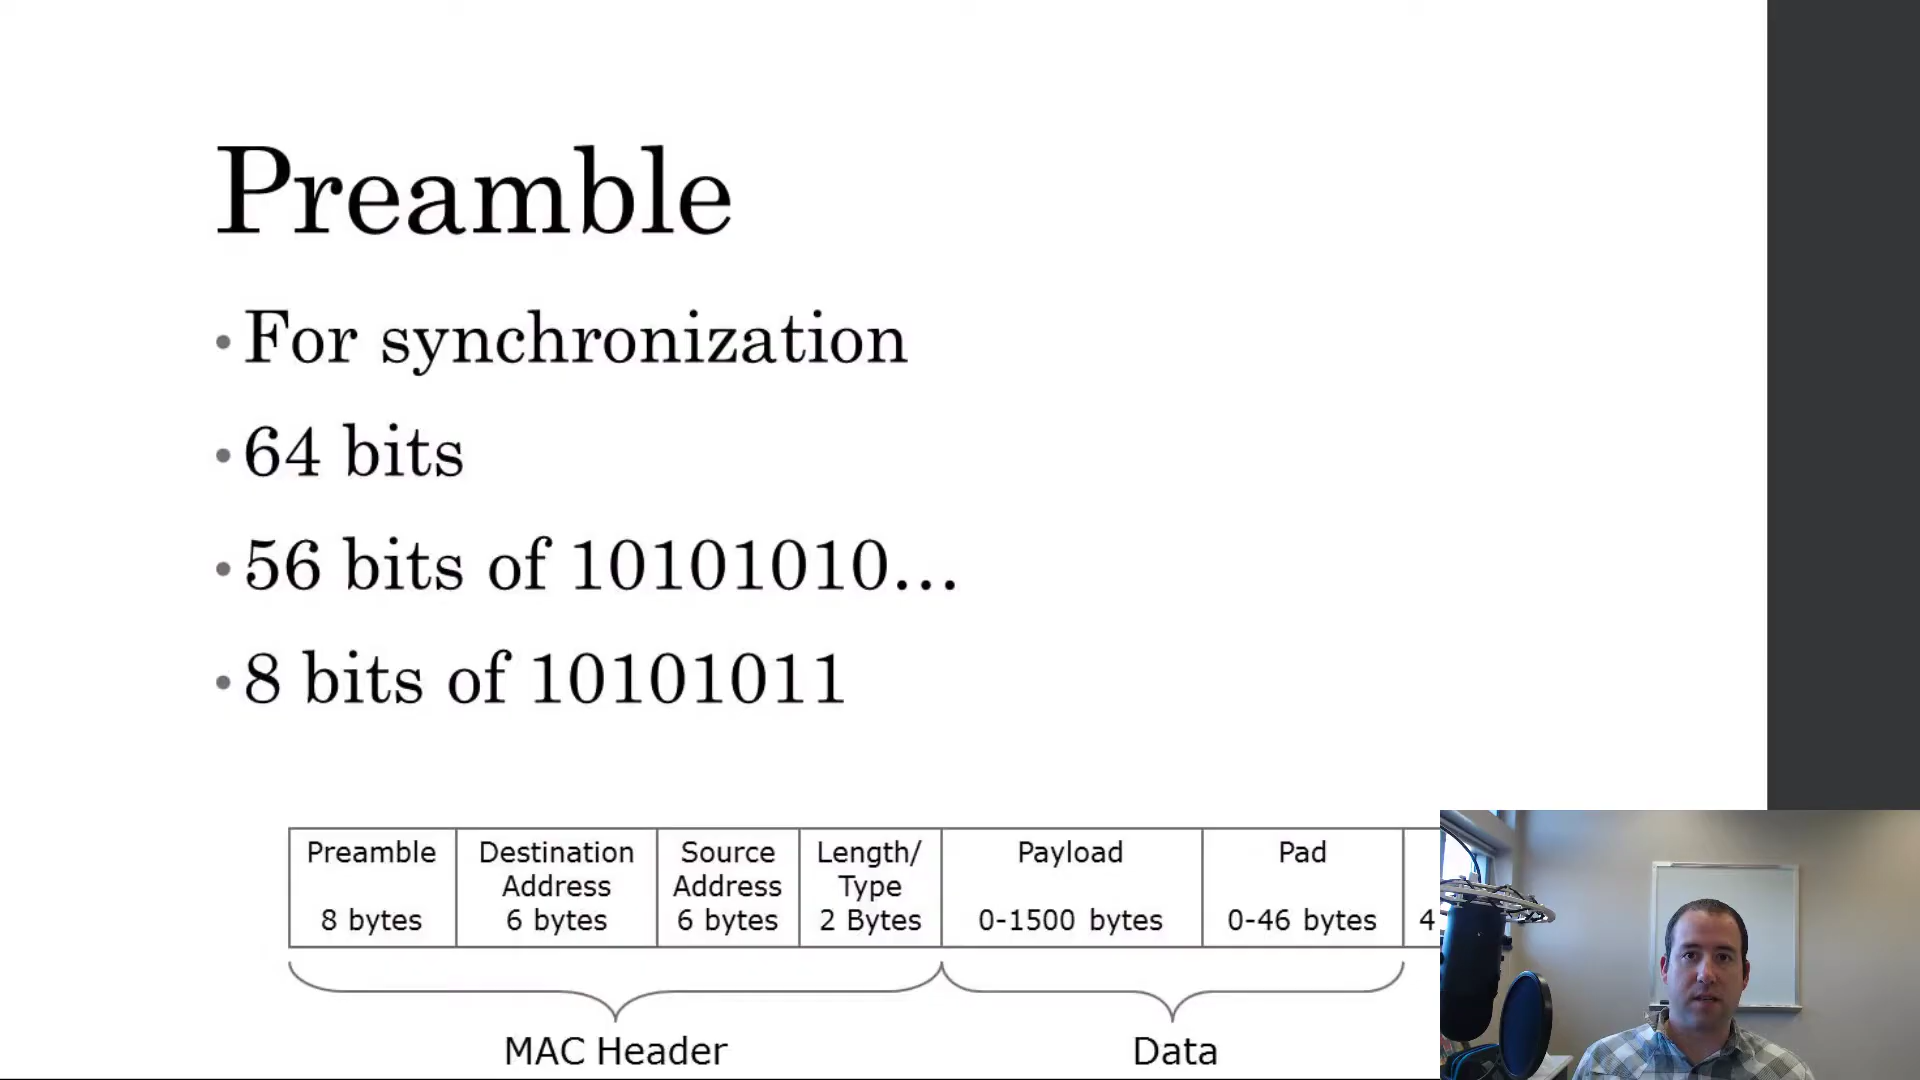 Preamble
• For synchronization
• 64 bits
• 56 bits of 10101010...
• 8 bits of 10101011
Preamble
8 bytes
Destination
Address
6 bytes
Source
Address
6 bytes
Length/
Type
2 Bytes
Payload
0-1500 bytes
Pad
0-46 bytes
4
MAC Header
Data